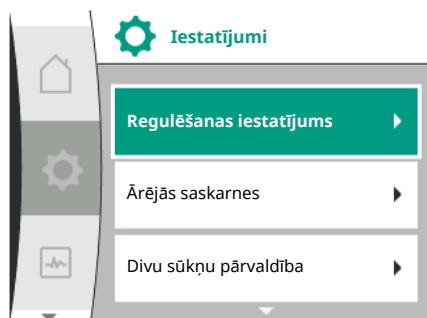 Iestatījumi
Regulēšanas iestatījums
Ārējās saskarnes
Divu sūkņu pārvaldība